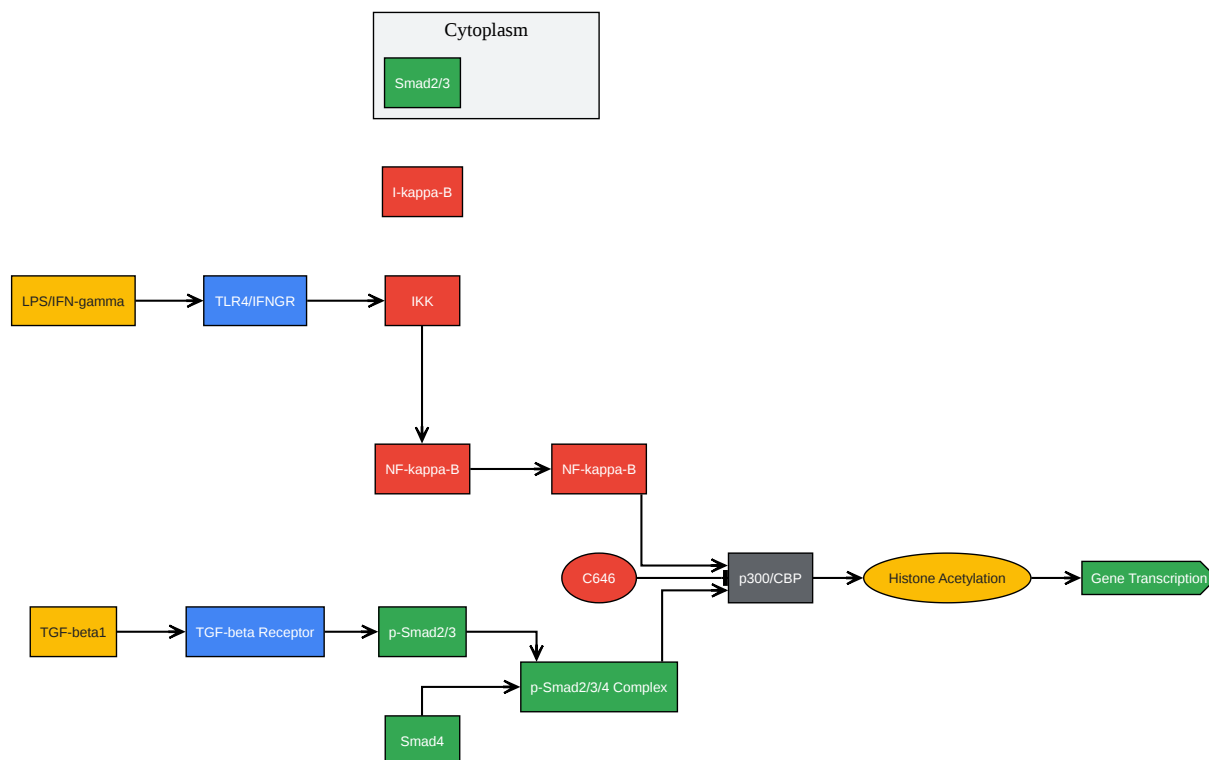 Cytoplasm
Smad2/3
I-kappa-B
LPS/IFN-gamma
TLR4/IFNGR
IKK
NF-kappa-B
NF-kappa-B
C646
p300/CBP
Histone Acetylation
Gene Transcription
TGF-beta1
TGF-beta Receptor
p-Smad2/3
p-Smad2/3/4 Complex
Smad4